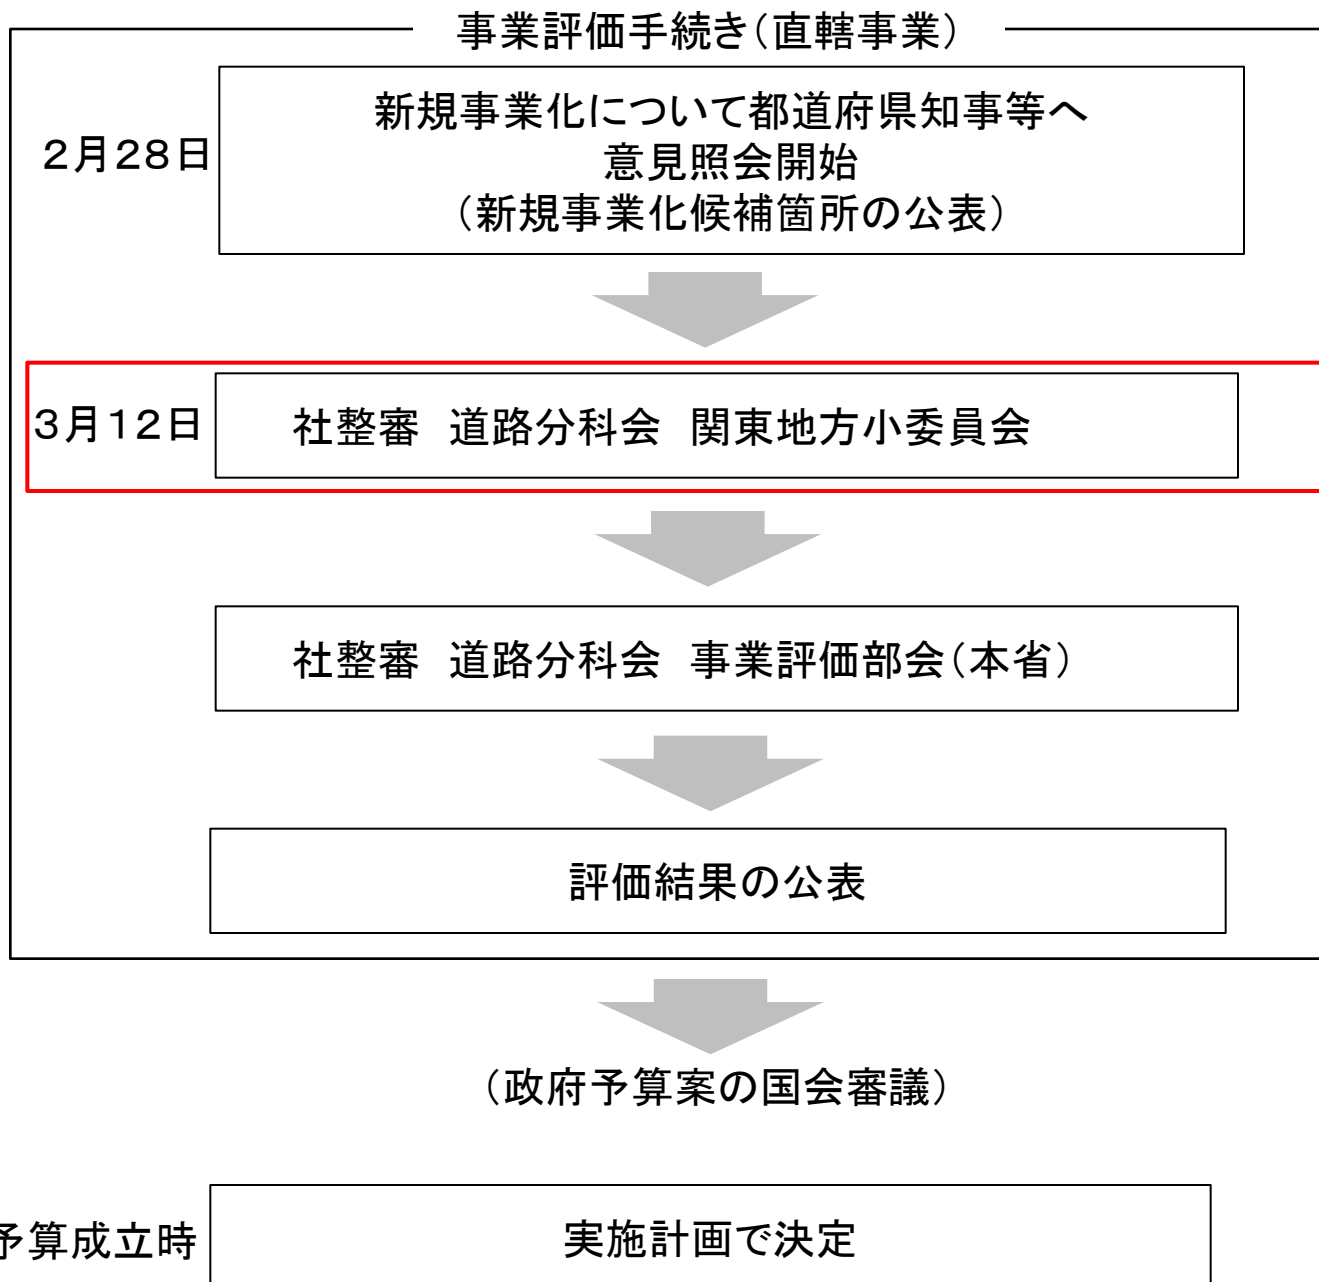 事業評価手続き（直轄事業）
新規事業化について都道府県知事等へ
2月28日
意見照会開始
（新規事業化候補箇所の公表）
3月12日
社整審　道路分科会　関東地方小委員会
社整審　道路分科会　事業評価部会（本省）
評価結果の公表
（政府予算案の国会審議）
予算成立時
実施計画で決定